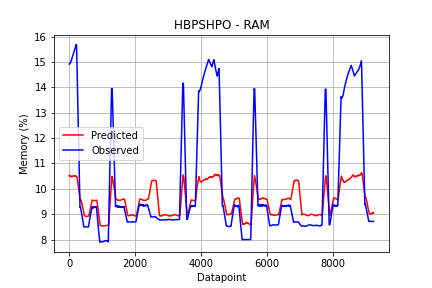 HBPSHPO - RAM
Memory (%)
16
15
14
13
12
11
10
9
8
Predicted
Observed
0
2000
4000
6000
8000
Datapoint